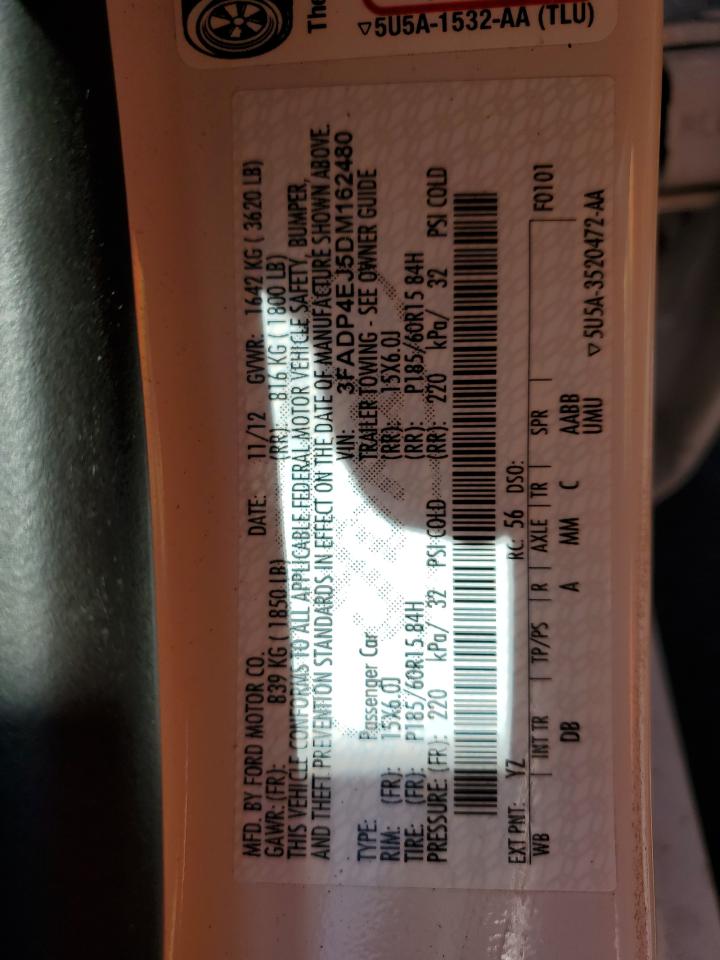 The
▽5U5A-1532-AA (TLU)
MFD. BY FORD MOTOR CO. DATE: 11/12 GVWR: 1642 KG ( 3620 LB)
GAWR: (FR): 839 KG ( 1850 LB) (RR): 816 KG ( 1800 LB)
THIS VEHICLE CONFORMS TO ALL APPLICABLE FEDERAL MOTOR VEHICLE SAFETY, BUMPER,
AND THEFT PREVENTION STANDARDS IN EFFECT ON THE DATE OF MANUFACTURE SHOWN ABOVE.
VIN: 3FADP4EJ5DM162480
TYPE: Passenger Car TRAILER TOWING - SEE OWNER GUIDE
RIM: (FR): 15X6.0J (RR): 15X6.0J
TIRE: (FR): P185/60R15 84H (RR): P185/60R15 84H
PRESSURE: (FR): 220 kPa/ 32 PSI COLD (RR): 220 kPa/ 32 PSI COLD
EXT PNT: YZ RC: 56 DSO: F0101
WB INT TR TP/PS R AXLE TR SPR
DB A MM C AABB
UMU
▽5U5A-3520472-AA